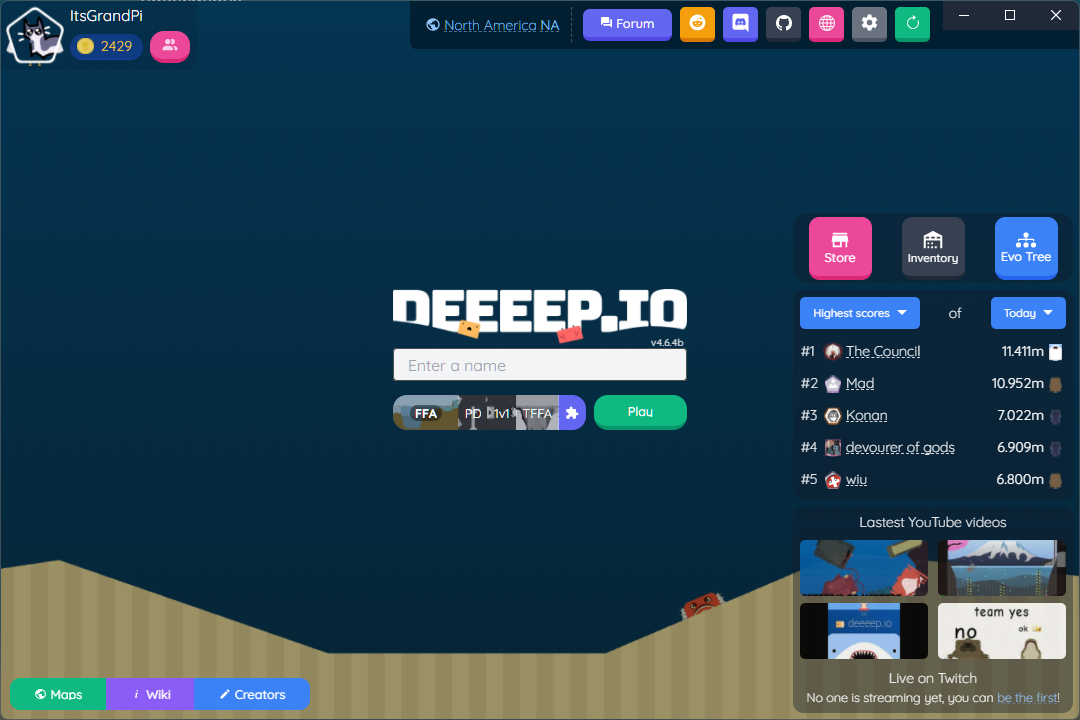 ItsGrandPi
2429
North America NA
Forum
Store
Inventory
Evo Tree
DEEEEP.IO
v4.6.4b
Enter a name
FFA PD 1v1 TFFA
Play
Highest scores of Today
#1 The Council 11.411m
#2 Mad 10.952m
#3 Konan 7.022m
#4 devourer of gods 6.909m
#5 wiu 6.800m
Lastest YouTube videos
deeeep.io
team yes
no
ok
Live on Twitch
No one is streaming yet, you can be the first!
Maps
i Wiki
Creators